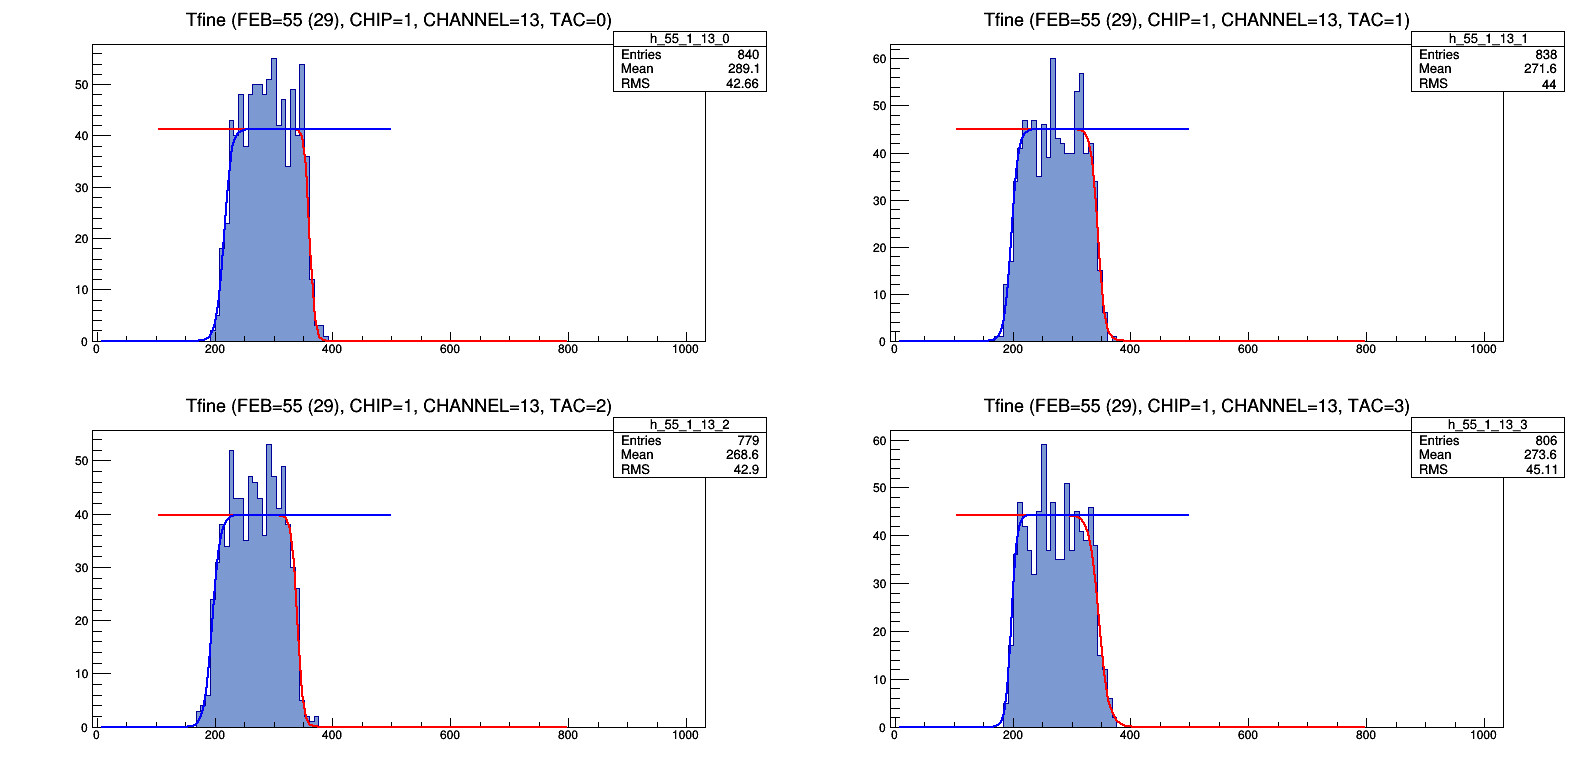 Tfine (FEB=55 (29), CHIP=1, CHANNEL=13, TAC=0)
h_55_1_13_0
Entries 840
Mean 289.1
RMS 42.66
50
40
30
20
10
0
0 200 400 600 800 1000
Tfine (FEB=55 (29), CHIP=1, CHANNEL=13, TAC=1)
h_55_1_13_1
Entries 838
Mean 271.6
RMS 44
60
50
40
30
20
10
0
0 200 400 600 800 1000
Tfine (FEB=55 (29), CHIP=1, CHANNEL=13, TAC=2)
h_55_1_13_2
Entries 779
Mean 268.6
RMS 42.9
50
40
30
20
10
0
0 200 400 600 800 1000
Tfine (FEB=55 (29), CHIP=1, CHANNEL=13, TAC=3)
h_55_1_13_3
Entries 806
Mean 273.6
RMS 45.11
60
50
40
30
20
10
0
0 200 400 600 800 1000